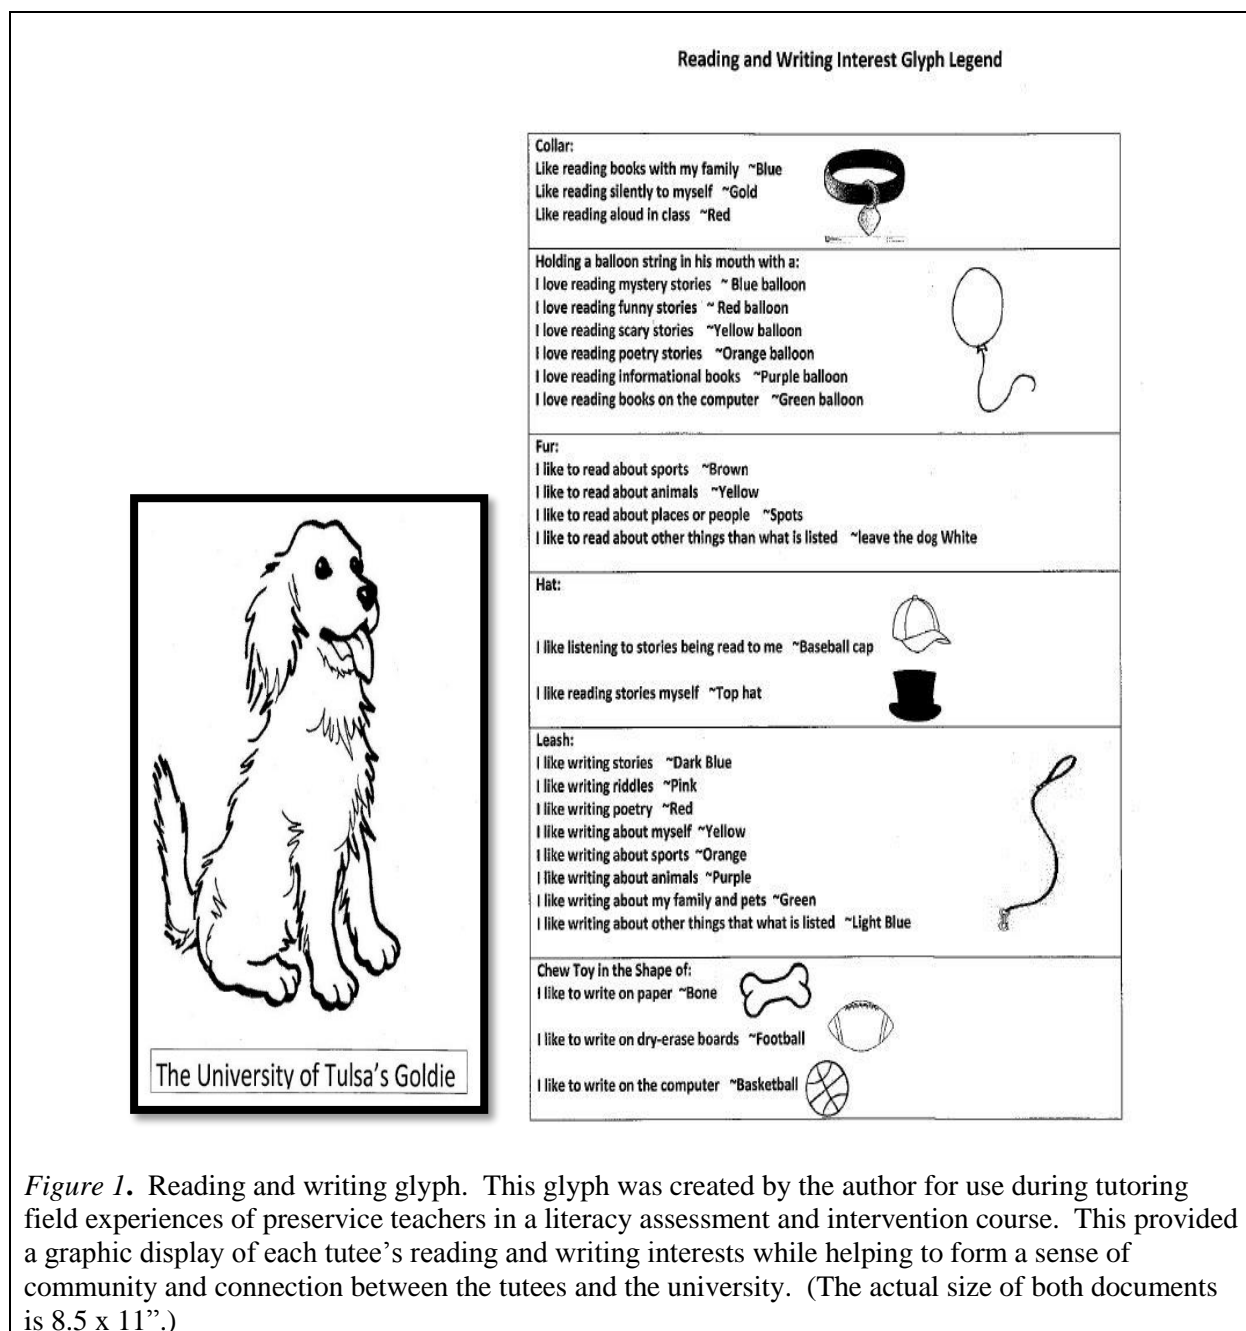 Reading and Writing Interest Glyph Legend
Collar:
Like reading books with my family ~Blue
Like reading silently to myself ~Gold
Like reading aloud in class ~Red
Holding a balloon string in his mouth with a:
I love reading mystery stories ~ Blue balloon
I love reading funny stories ~ Red balloon
I love reading scary stories ~Yellow balloon
I love reading poetry stories ~Orange balloon
I love reading informational books ~Purple balloon
I love reading books on the computer ~Green balloon
Fur:
I like to read about sports ~Brown
I like to read about animals ~Yellow
I like to read about places or people ~Spots
I like to read about other things than what is listed ~leave the dog White
Hat:
I like listening to stories being read to me ~Baseball cap
I like reading stories myself ~Top hat
Leash:
I like writing stories ~Dark Blue
I like writing riddles ~Pink
I like writing poetry ~Red
I like writing about myself ~Yellow
I like writing about sports ~Orange
I like writing about animals ~Purple
I like writing about my family and pets ~Green
I like writing about other things that what is listed ~Light Blue
Chew Toy in the Shape of:
I like to write on paper ~Bone
I like to write on dry-erase boards ~Football
I like to write on the computer ~Basketball
The University of Tulsa's Goldie
Figure 1. Reading and writing glyph. This glyph was created by the author for use during tutoring
field experiences of preservice teachers in a literacy assessment and intervention course. This provided
a graphic display of each tutee's reading and writing interests while helping to form a sense of
community and connection between the tutees and the university. (The actual size of both documents
is 8.5 x 11”.)